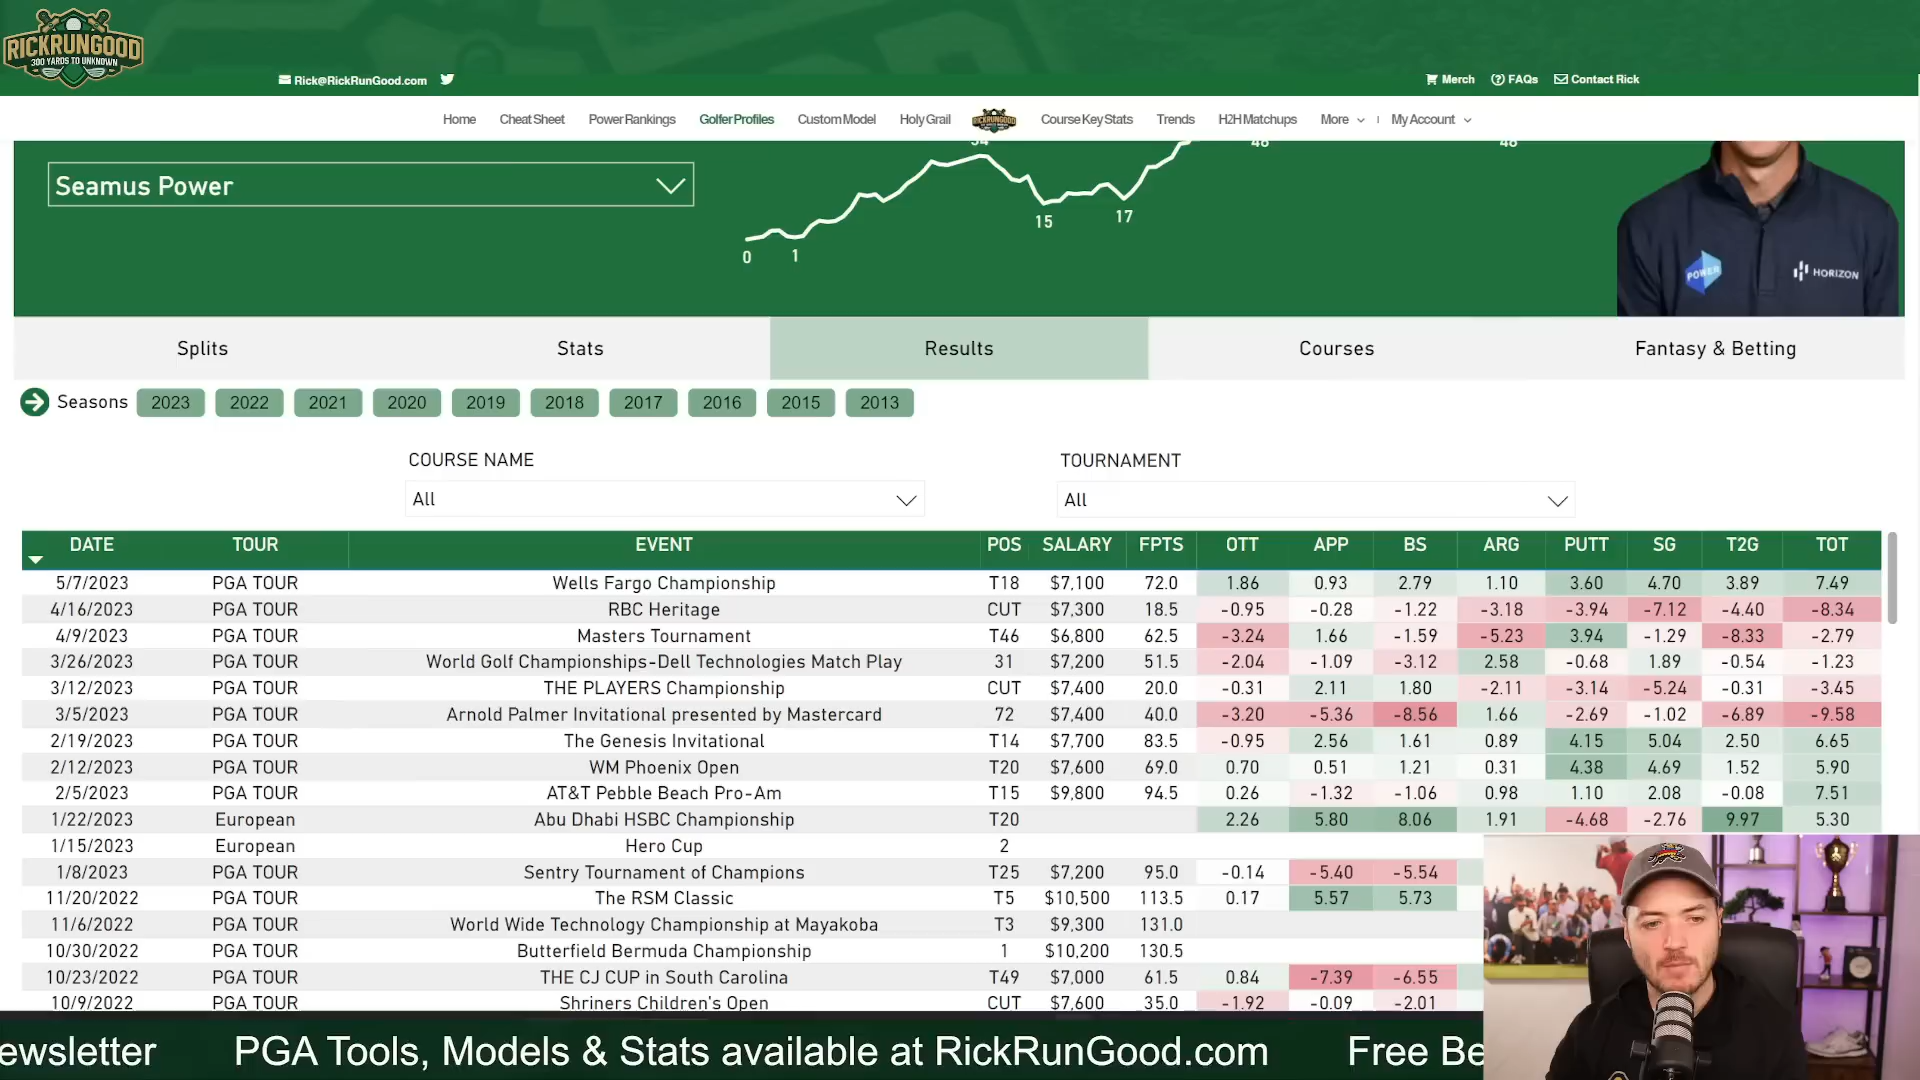 RICKRUNGOOD
300 YARDS TO UNKNOWN
Rick@RickRunGood.com
Merch FAQs Contact Rick
Home Cheat Sheet Power Rankings Golfer Profiles Custom Model Holy Grail RICKRUNGOOD Course Key Stats Trends H2H Matchups More | My Account
Seamus Power
54 48 48
15 17
0 1
POWER HORIZON
Splits Stats Results Courses Fantasy & Betting
Seasons 2023 2022 2021 2020 2019 2018 2017 2016 2015 2013
COURSE NAME TOURNAMENT
All All
DATE TOUR EVENT POS SALARY FPTS OTT APP BS ARG PUTT SG T2G TOT
5/7/2023 PGA TOUR Wells Fargo Championship T18 $7,100 72.0 1.86 0.93 2.79 1.10 3.60 4.70 3.89 7.49
4/16/2023 PGA TOUR RBC Heritage CUT $7,300 18.5 -0.95 -0.28 -1.22 -3.18 -3.94 -7.12 -4.40 -8.34
4/9/2023 PGA TOUR Masters Tournament T46 $6,800 62.5 -3.24 1.66 -1.59 -5.23 3.94 -1.29 -8.33 -2.79
3/26/2023 PGA TOUR World Golf Championships-Dell Technologies Match Play 31 $7,200 51.5 -2.04 -1.09 -3.12 2.58 -0.68 1.89 -0.54 -1.23
3/12/2023 PGA TOUR THE PLAYERS Championship CUT $7,400 20.0 -0.31 2.11 1.80 -2.11 -3.14 -5.24 -0.31 -3.45
3/5/2023 PGA TOUR Arnold Palmer Invitational presented by Mastercard 72 $7,400 40.0 -3.20 -5.36 -8.56 1.66 -2.69 -1.02 -6.89 -9.58
2/19/2023 PGA TOUR The Genesis Invitational T14 $7,700 83.5 -0.95 2.56 1.61 0.89 4.15 5.04 2.50 6.65
2/12/2023 PGA TOUR WM Phoenix Open T20 $7,600 69.0 0.70 0.51 1.21 0.31 4.38 4.69 1.52 5.90
2/5/2023 PGA TOUR AT&T Pebble Beach Pro-Am T15 $9,800 94.5 0.26 -1.32 -1.06 0.98 1.10 2.08 -0.08 7.51
1/22/2023 European Abu Dhabi HSBC Championship T20 2.26 5.80 8.06 1.91 -4.68 -2.76 9.97 5.30
1/15/2023 European Hero Cup 2
1/8/2023 PGA TOUR Sentry Tournament of Champions T25 $7,200 95.0 -0.14 -5.40 -5.54
11/20/2022 PGA TOUR The RSM Classic T5 $10,500 113.5 0.17 5.57 5.73
11/6/2022 PGA TOUR World Wide Technology Championship at Mayakoba T3 $9,300 131.0
10/30/2022 PGA TOUR Butterfield Bermuda Championship 1 $10,200 130.5
10/23/2022 PGA TOUR THE CJ CUP in South Carolina T49 $7,000 61.5 0.84 -7.39 -6.55
10/9/2022 PGA TOUR Shriners Children's Open CUT $7,600 35.0 -1.92 -0.09 -2.01
ewsletter PGA Tools, Models & Stats available at RickRunGood.com Free Be